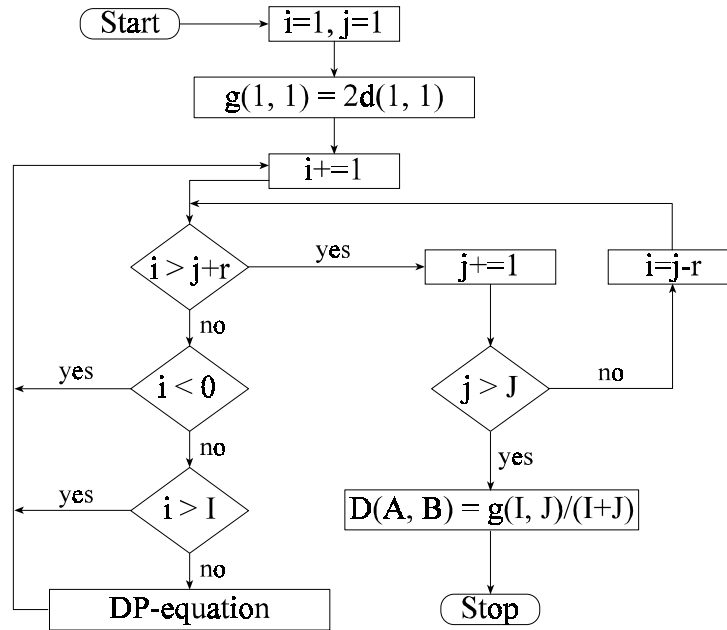 Start
i=1, j=1
g(1, 1) = 2d(1, 1)
i+=1
i > j+r
yes
j+=1
i=j-r
no
yes
i < 0
j > J
no
no
yes
yes
i > I
D(A, B) = g(I, J)/(I+J)
no
DP-equation
Stop